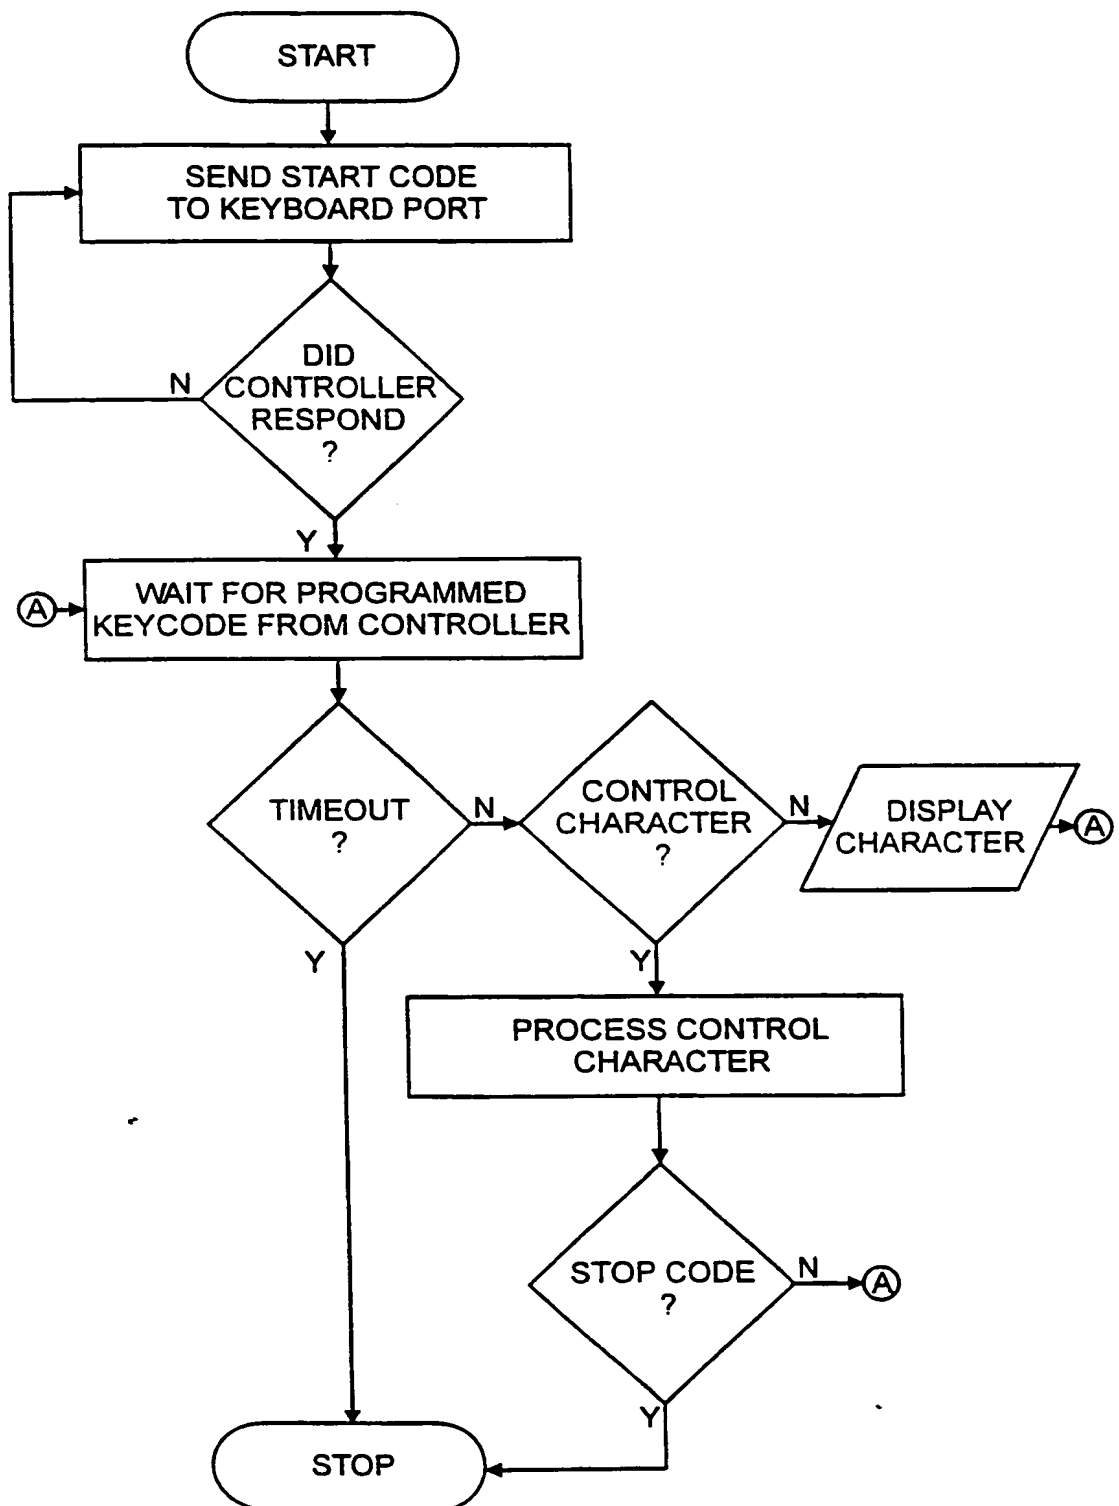 START
SEND START CODE
TO KEYBOARD PORT
DID
CONTROLLER
RESPOND
?
N
Y
A
WAIT FOR PROGRAMMED
KEYCODE FROM CONTROLLER
TIMEOUT
?
N
Y
CONTROL
CHARACTER
?
N
DISPLAY
CHARACTER
A
Y
PROCESS CONTROL
CHARACTER
STOP CODE
?
N
A
Y
STOP